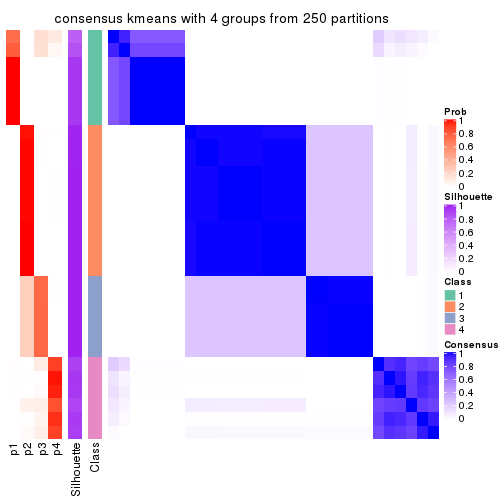 consensus kmeans with 4 groups from 250 partitions
Prob
1
0.8
0.6
0.4
0.2
0
Silhouette
1
0.8
0.6
0.4
0.2
0
Class
1
2
3
4
Consensus
1
0.8
0.6
0.4
0.2
0
p1
p2
p3
p4
Silhouette
Class